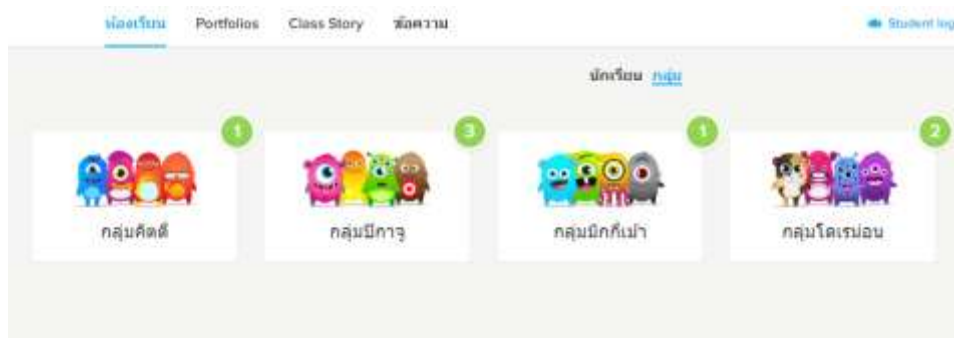 ห้องเรียน Portfolios Class Story ข้อความ Student log
นักเรียน กลุ่ม
1 3 1 2
กลุ่มคิตตี้ กลุ่มปีกาจู กลุ่มมิกกี้เม้า กลุ่มโดเรม่อน